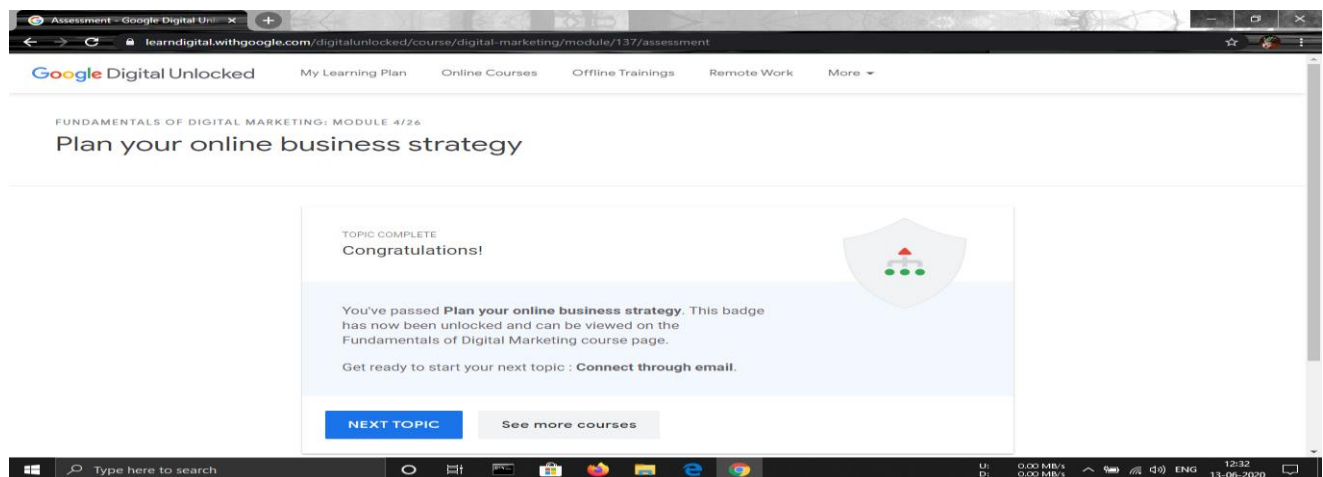 Assessment - Google Digital Unl
learndigital.withgoogle.com/digitalunlocked/course/digital-marketing/module/137/assessment
Google Digital Unlocked My Learning Plan Online Courses Offline Trainings Remote Work More
FUNDAMENTALS OF DIGITAL MARKETING: MODULE 4/26
Plan your online business strategy
TOPIC COMPLETE
Congratulations!
You've passed Plan your online business strategy. This badge
has now been unlocked and can be viewed on the
Fundamentals of Digital Marketing course page.
Get ready to start your next topic : Connect through email.
NEXT TOPIC See more courses
Type here to search
U: 0.00 MB/s
D: 0.00 MB/s
ENG
12:32
13-06-2020